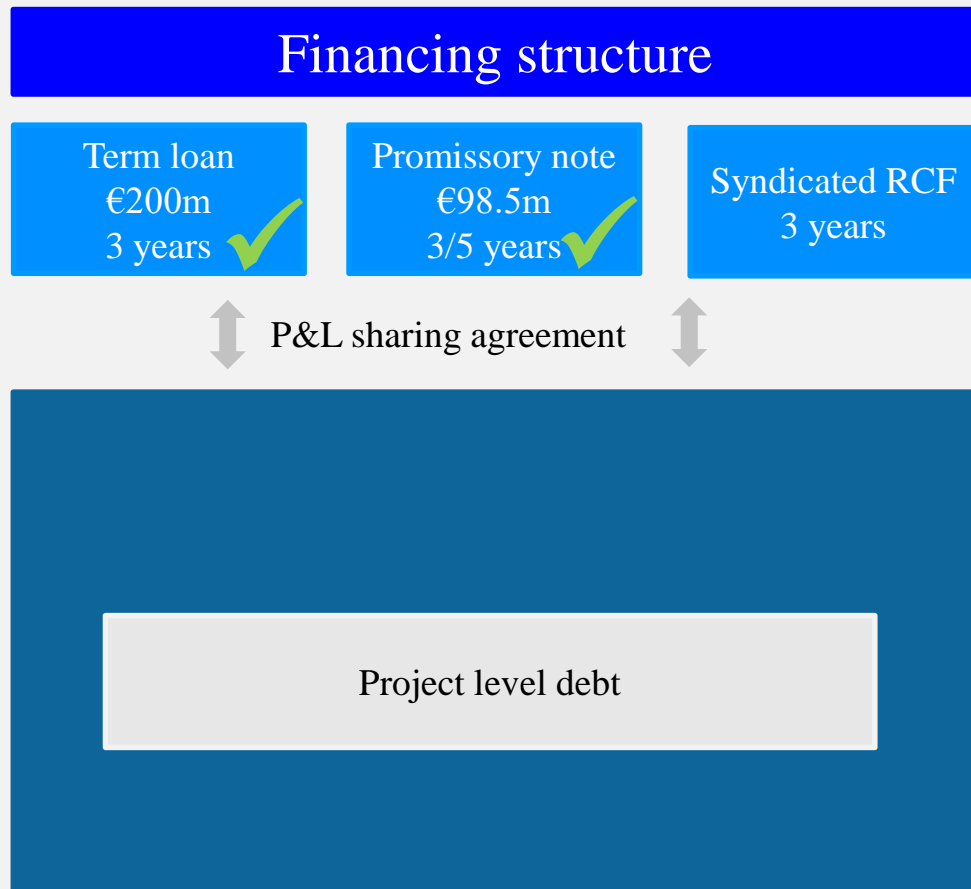 Financing structure
Term loan
€200m
3 years
Promissory note
€98.5m
3/5 years
Syndicated RCF
3 years
P&L sharing agreement
Project level debt